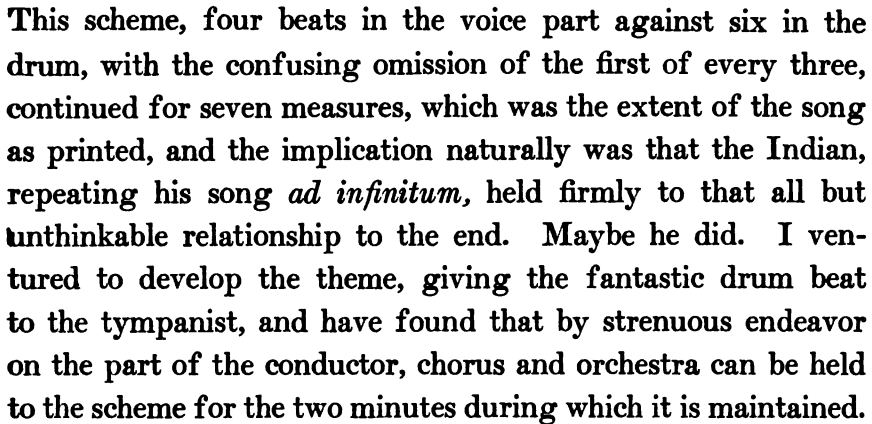 This scheme, four beats in the voice part against six in the
drum, with the confusing omission of the first of every three,
continued for seven measures, which was the extent of the song
as printed, and the implication naturally was that the Indian,
repeating his song ad infinitum, held firmly to that all but
unthinkable relationship to the end. Maybe he did. I ven-
tured to develop the theme, giving the fantastic drum beat
to the tympanist, and have found that by strenuous endeavor
on the part of the conductor, chorus and orchestra can be held
to the scheme for the two minutes during which it is maintained.